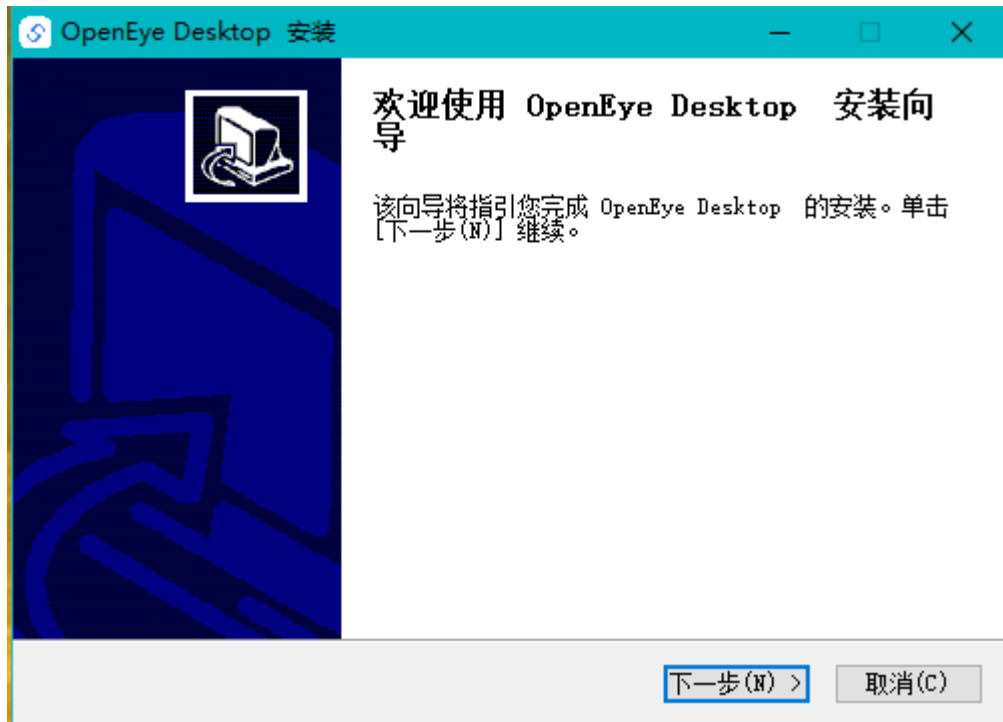 OpenEye Desktop 安装
欢迎使用 OpenEye Desktop 安装向
导
该向导将指引您完成 OpenEye Desktop 的安装。单击
[下一步(N)] 继续。
下一步(N) >
取消(C)